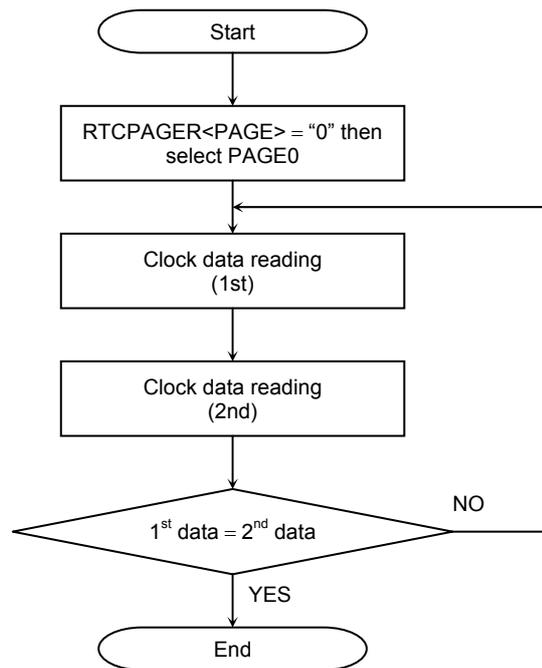 Start
RTCPAGER<PAGE> = “0” then
select PAGE0
Clock data reading
(1st)
Clock data reading
(2nd)
1st data = 2nd data
NO
YES
End